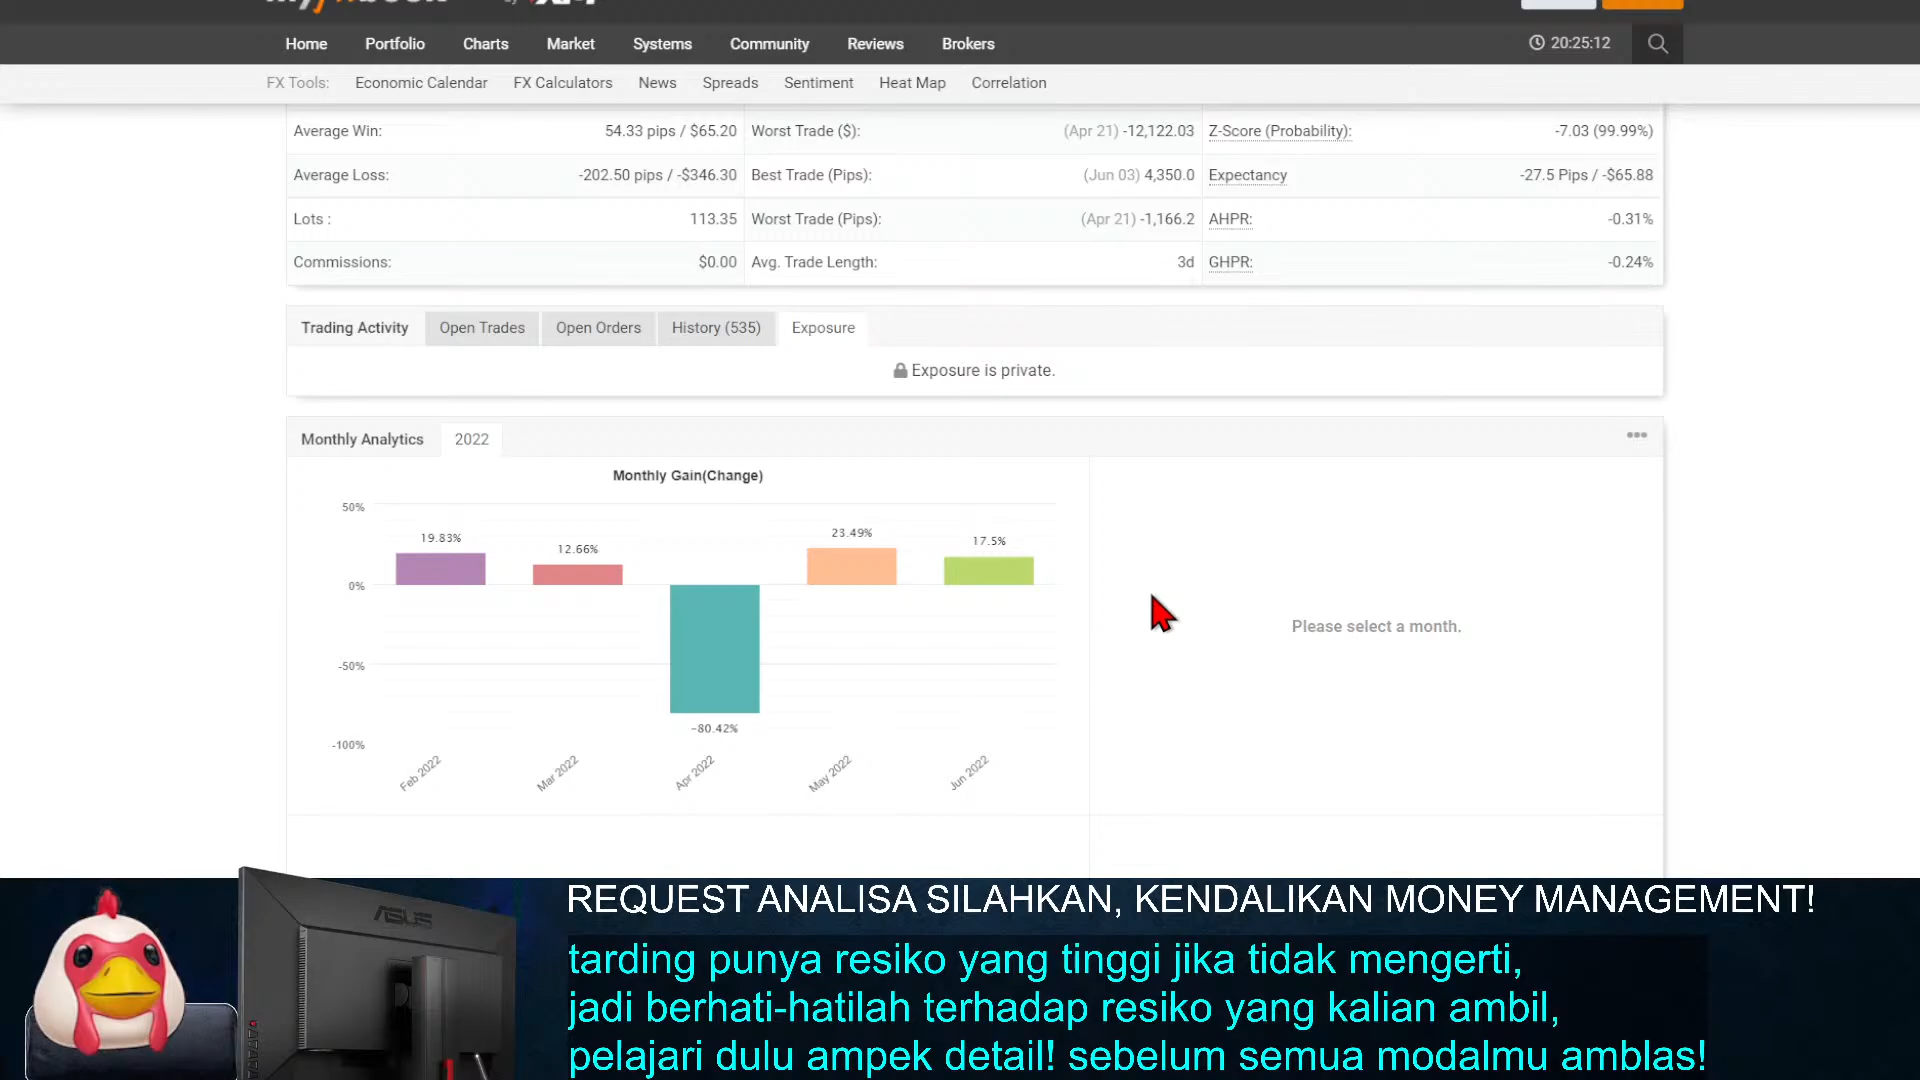 Home Portfolio Charts Market Systems Community Reviews Brokers 20:25:12
FX Tools: Economic Calendar FX Calculators News Spreads Sentiment Heat Map Correlation
Average Win: 54.33 pips / $65.20 Worst Trade ($): (Apr 21) -12,122.03 Z-Score (Probability): -7.03 (99.99%)
Average Loss: -202.50 pips / -$346.30 Best Trade (Pips): (Jun 03) 4,350.0 Expectancy -27.5 Pips / -$65.88
Lots : 113.35 Worst Trade (Pips): (Apr 21) -1,166.2 AHPR: -0.31%
Commissions: $0.00 Avg. Trade Length: 3d GHPR: -0.24%
Trading Activity Open Trades Open Orders History (535) Exposure
Exposure is private.
Monthly Analytics 2022
Monthly Gain(Change)
50%
23.49%
19.83%
17.5%
12.66%
0%
Please select a month.
-50%
-80.42%
-100%
Feb 2022 Mar 2022 Apr 2022 May 2022 Jun 2022
ASUS
REQUEST ANALISA SILAHKAN, KENDALIKAN MONEY MANAGEMENT!
tarding punya resiko yang tinggi jika tidak mengerti,
jadi berhati-hatilah terhadap resiko yang kalian ambil,
pelajari dulu ampek detail! sebelum semua modalmu amblas!